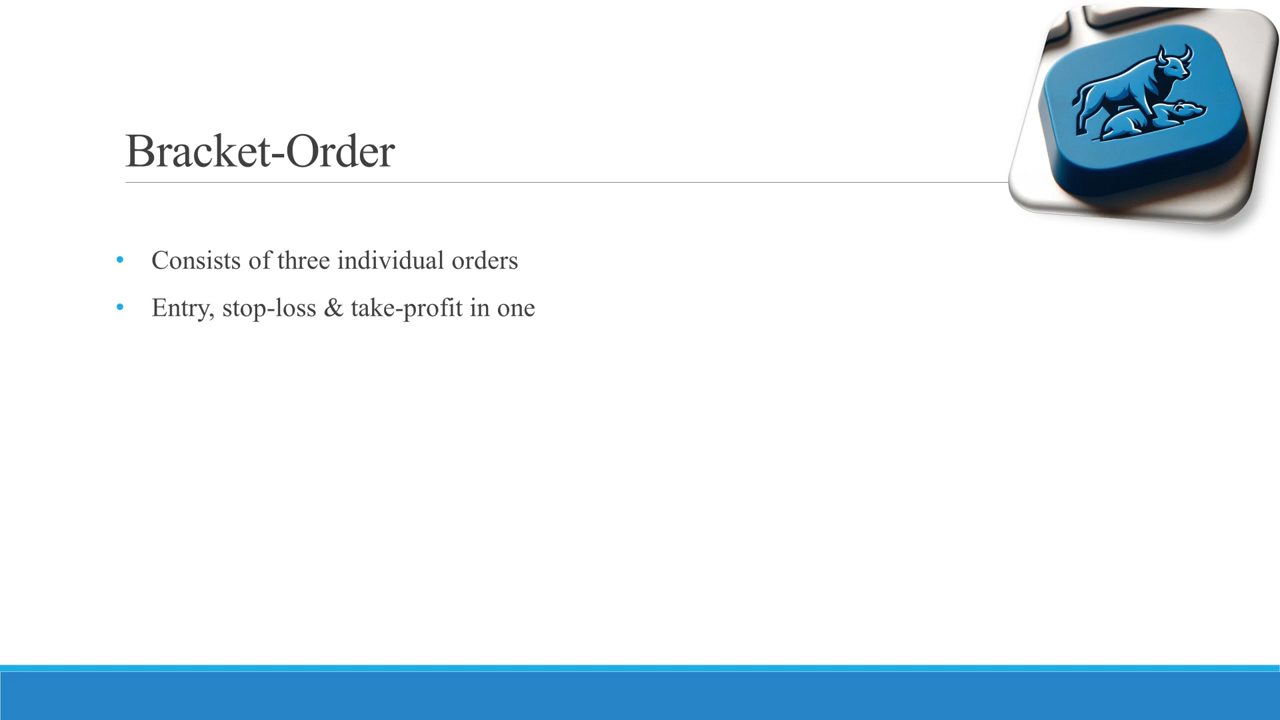 Bracket-Order
• Consists of three individual orders
• Entry, stop-loss & take-profit in one